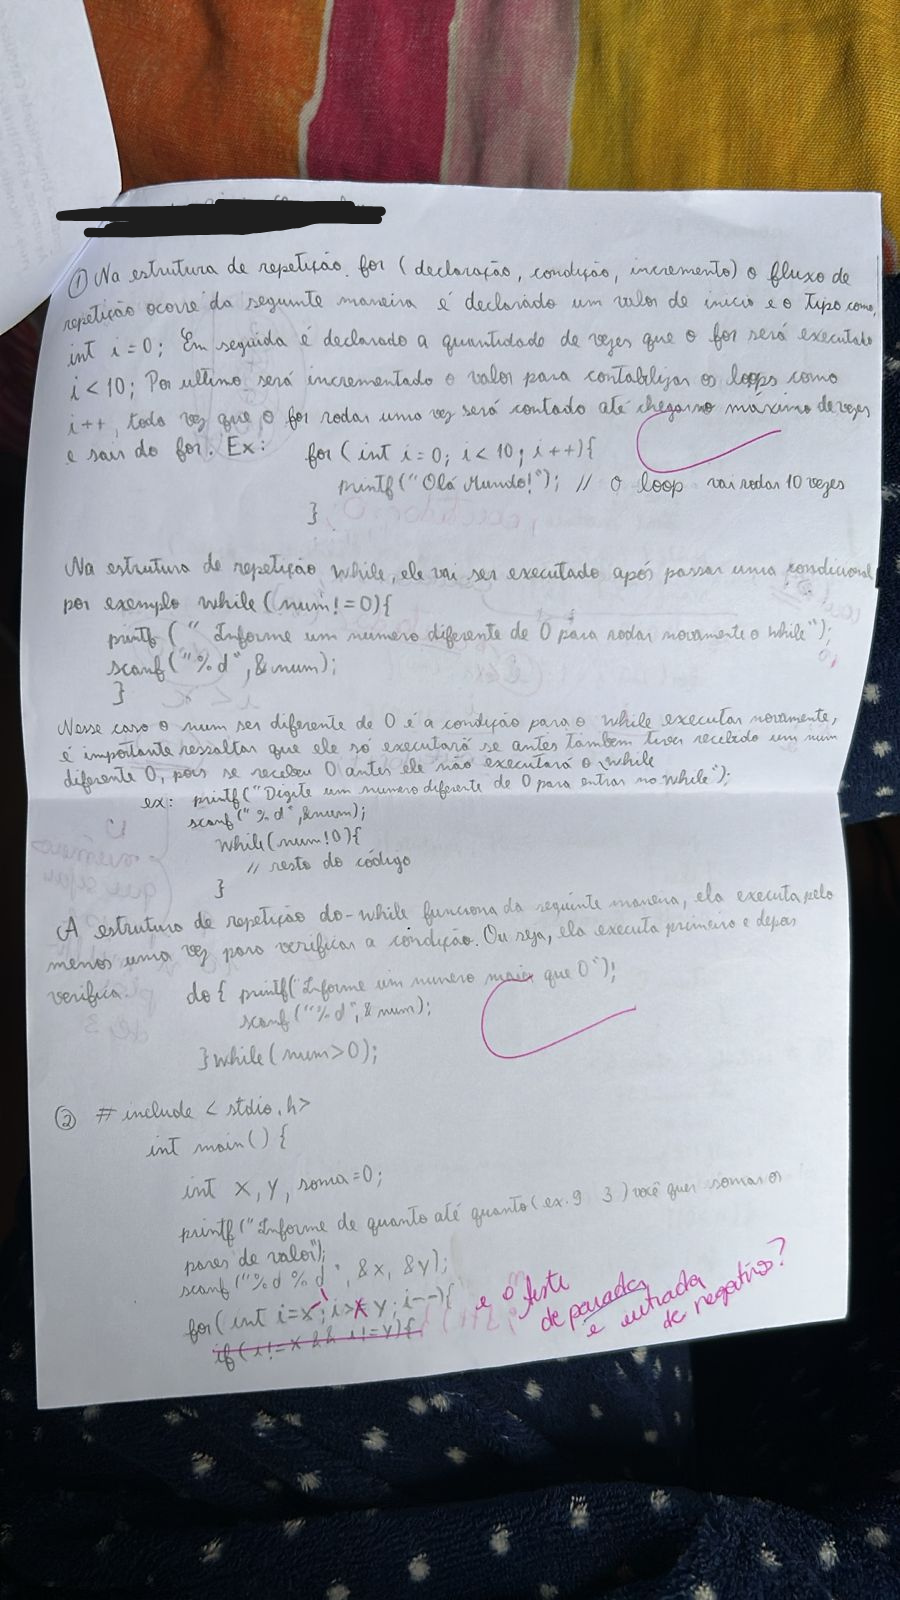 ① Na estrutura de repetição for (declaração, condição, incremento) o fluxo de
repetição ocorre da seguinte maneira é declarado um valor de inicio e o tipo como,
int i = 0; Em seguida é declarado a quantidade de vezes que o for será executado
i < 10; Por ultimo será incrementado o valor para contabilizar os loops como
i++, toda vez que o for rodar uma vez será contado até chegar no máximo de vezes
e sair do for. Ex: for (int i = 0; i < 10; i++){
printf("Olá Mundo!"); // O loop vai rodar 10 vezes
}
Na estrutura de repetição while, ele vai ser executado após passar uma condicional
por exemplo while (num != 0){
printf (" Informe um numero diferente de 0 para rodar novamente o while");
scanf("%d", &num);
}
Nesse caso o num ser diferente de 0 é a condição para o while executar novamente,
é importante ressaltar que ele só executará se antes também tiver recebido um num
diferente 0, pois se recebeu 0 antes ele não executará o while
ex: printf("Digite um numero diferente de 0 para entrar no while");
scanf("%d", &num);
while(num!0){
// resto do código
}
A estrutura de repetição do-while funciona da seguinte maneira, ela executa pelo
menos uma vez para verificar a condição. Ou seja, ela executa primeiro e depois
verifica. do { printf("Informe um numero maior que 0");
scanf("%d", &num);
} while (num>0);
② #include <stdio.h>
int main() {
int x, y, soma=0;
printf("Informe de quanto até quanto (ex. 9 3) você quer somar os
pares de valor");
scanf("%d %d", &x, &y);
for (int i=x-1; i> y; i--){
if (i!=x && i!=y){
e o teste
de parada
e entrada
de negativos?